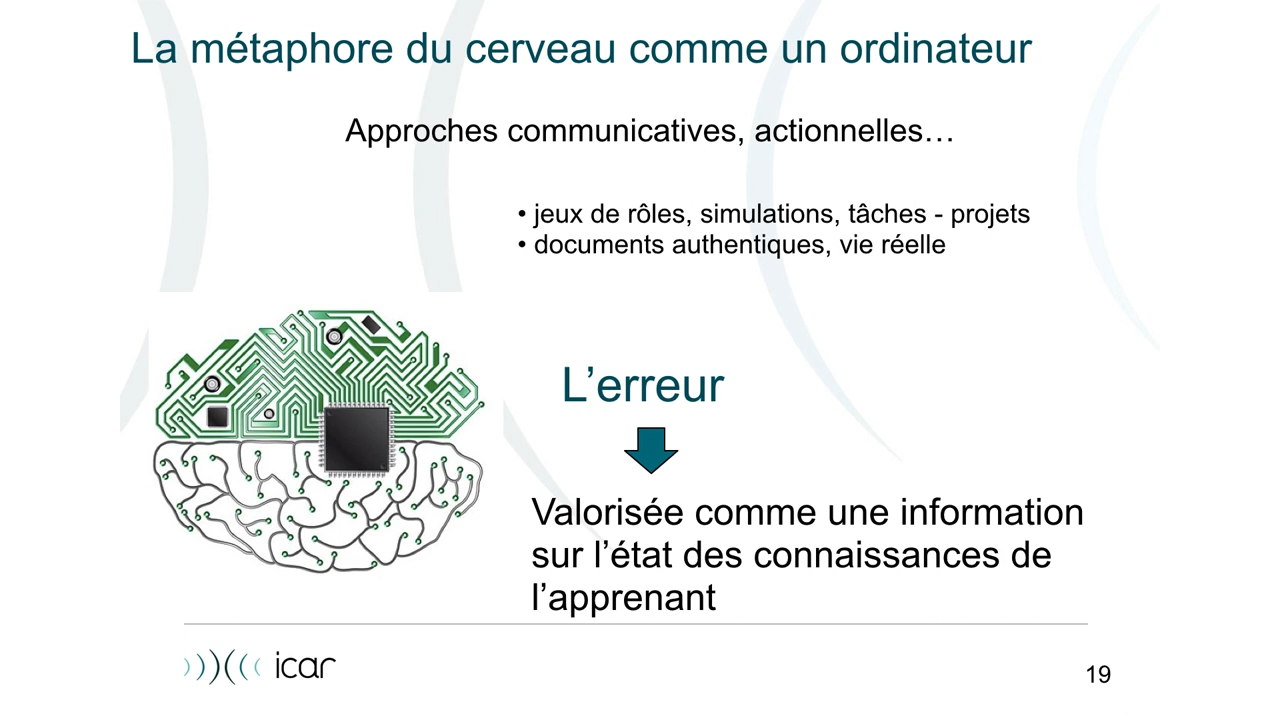 La métaphore du cerveau comme un ordinateur
Approches communicatives, actionnelles…
• jeux de rôles, simulations, tâches - projets
• documents authentiques, vie réelle
L’erreur
Valorisée comme une information
sur l’état des connaissances de
l’apprenant
icar
19